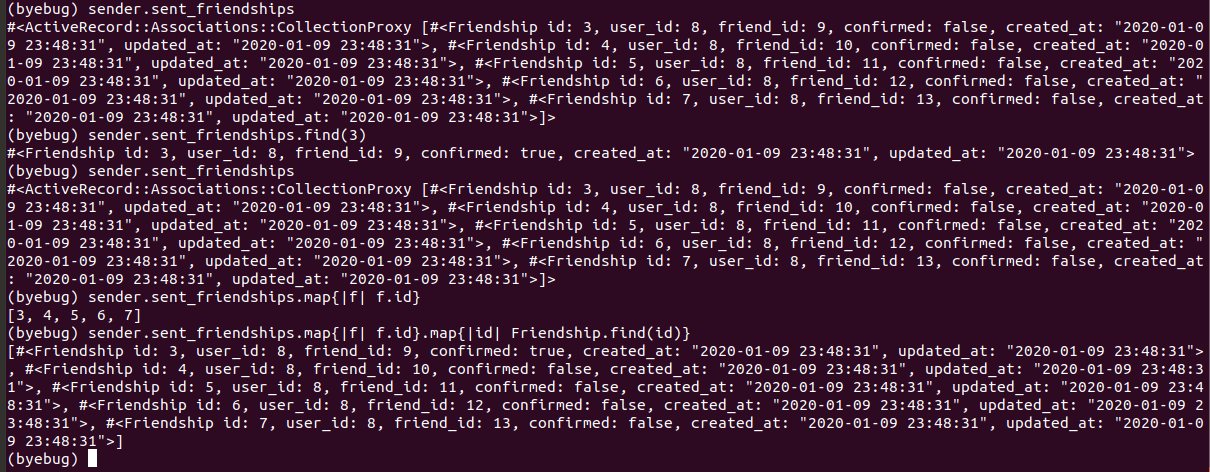 (byebug) sender.sent_friendships
#<ActiveRecord::Associations::CollectionProxy [#<Friendship id: 3, user_id: 8, friend_id: 9, confirmed: false, created_at: "2020-01-0
9 23:48:31", updated_at: "2020-01-09 23:48:31">, #<Friendship id: 4, user_id: 8, friend_id: 10, confirmed: false, created_at: "2020-0
1-09 23:48:31", updated_at: "2020-01-09 23:48:31">, #<Friendship id: 5, user_id: 8, friend_id: 11, confirmed: false, created_at: "202
0-01-09 23:48:31", updated_at: "2020-01-09 23:48:31">, #<Friendship id: 6, user_id: 8, friend_id: 12, confirmed: false, created_at: "
2020-01-09 23:48:31", updated_at: "2020-01-09 23:48:31">, #<Friendship id: 7, user_id: 8, friend_id: 13, confirmed: false, created_at
: "2020-01-09 23:48:31", updated_at: "2020-01-09 23:48:31">]>
(byebug) sender.sent_friendships.find(3)
#<Friendship id: 3, user_id: 8, friend_id: 9, confirmed: true, created_at: "2020-01-09 23:48:31", updated_at: "2020-01-09 23:48:31">
(byebug) sender.sent_friendships
#<ActiveRecord::Associations::CollectionProxy [#<Friendship id: 3, user_id: 8, friend_id: 9, confirmed: false, created_at: "2020-01-0
9 23:48:31", updated_at: "2020-01-09 23:48:31">, #<Friendship id: 4, user_id: 8, friend_id: 10, confirmed: false, created_at: "2020-0
1-09 23:48:31", updated_at: "2020-01-09 23:48:31">, #<Friendship id: 5, user_id: 8, friend_id: 11, confirmed: false, created_at: "202
0-01-09 23:48:31", updated_at: "2020-01-09 23:48:31">, #<Friendship id: 6, user_id: 8, friend_id: 12, confirmed: false, created_at: "
2020-01-09 23:48:31", updated_at: "2020-01-09 23:48:31">, #<Friendship id: 7, user_id: 8, friend_id: 13, confirmed: false, created_at
: "2020-01-09 23:48:31", updated_at: "2020-01-09 23:48:31">]>
(byebug) sender.sent_friendships.map{|f| f.id}
[3, 4, 5, 6, 7]
(byebug) sender.sent_friendships.map{|f| f.id}.map{|id| Friendship.find(id)}
[#<Friendship id: 3, user_id: 8, friend_id: 9, confirmed: true, created_at: "2020-01-09 23:48:31", updated_at: "2020-01-09 23:48:31">
, #<Friendship id: 4, user_id: 8, friend_id: 10, confirmed: false, created_at: "2020-01-09 23:48:31", updated_at: "2020-01-09 23:48:3
1">, #<Friendship id: 5, user_id: 8, friend_id: 11, confirmed: false, created_at: "2020-01-09 23:48:31", updated_at: "2020-01-09 23:4
8:31">, #<Friendship id: 6, user_id: 8, friend_id: 12, confirmed: false, created_at: "2020-01-09 23:48:31", updated_at: "2020-01-09 2
3:48:31">, #<Friendship id: 7, user_id: 8, friend_id: 13, confirmed: false, created_at: "2020-01-09 23:48:31", updated_at: "2020-01-0
9 23:48:31">]
(byebug)